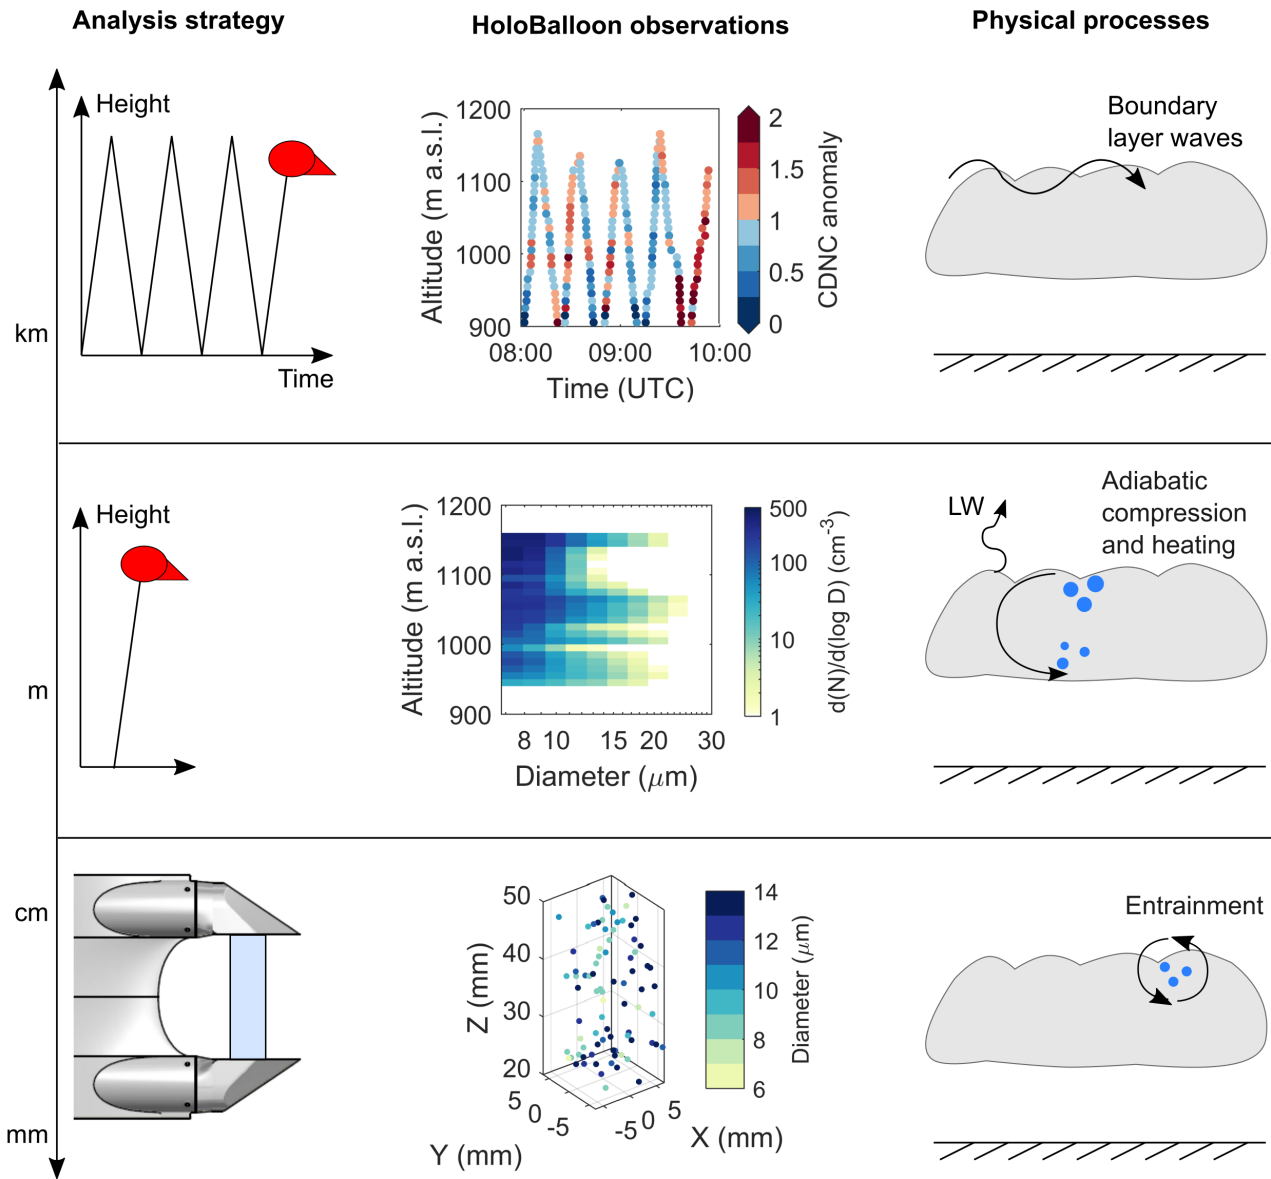 Analysis strategy
HoloBalloon observations
Physical processes
km
m
cm
mm
Height
Time
Altitude (m a.s.l.)
1200
1100
1000
900
08:00
09:00
10:00
Time (UTC)
2
1.5
1
0.5
0
CDNC anomaly
Boundary
layer waves
Height
Altitude (m a.s.l.)
1200
1100
1000
900
8
10
15
20
30
Diameter (μm)
500
100
10
1
d(N)/d(log D) (cm⁻³)
LW
Adiabatic
compression
and heating
Z (mm)
50
40
30
20
5
0
-5
Y (mm)
-5
0
5
X (mm)
14
12
10
8
6
Diameter (μm)
Entrainment